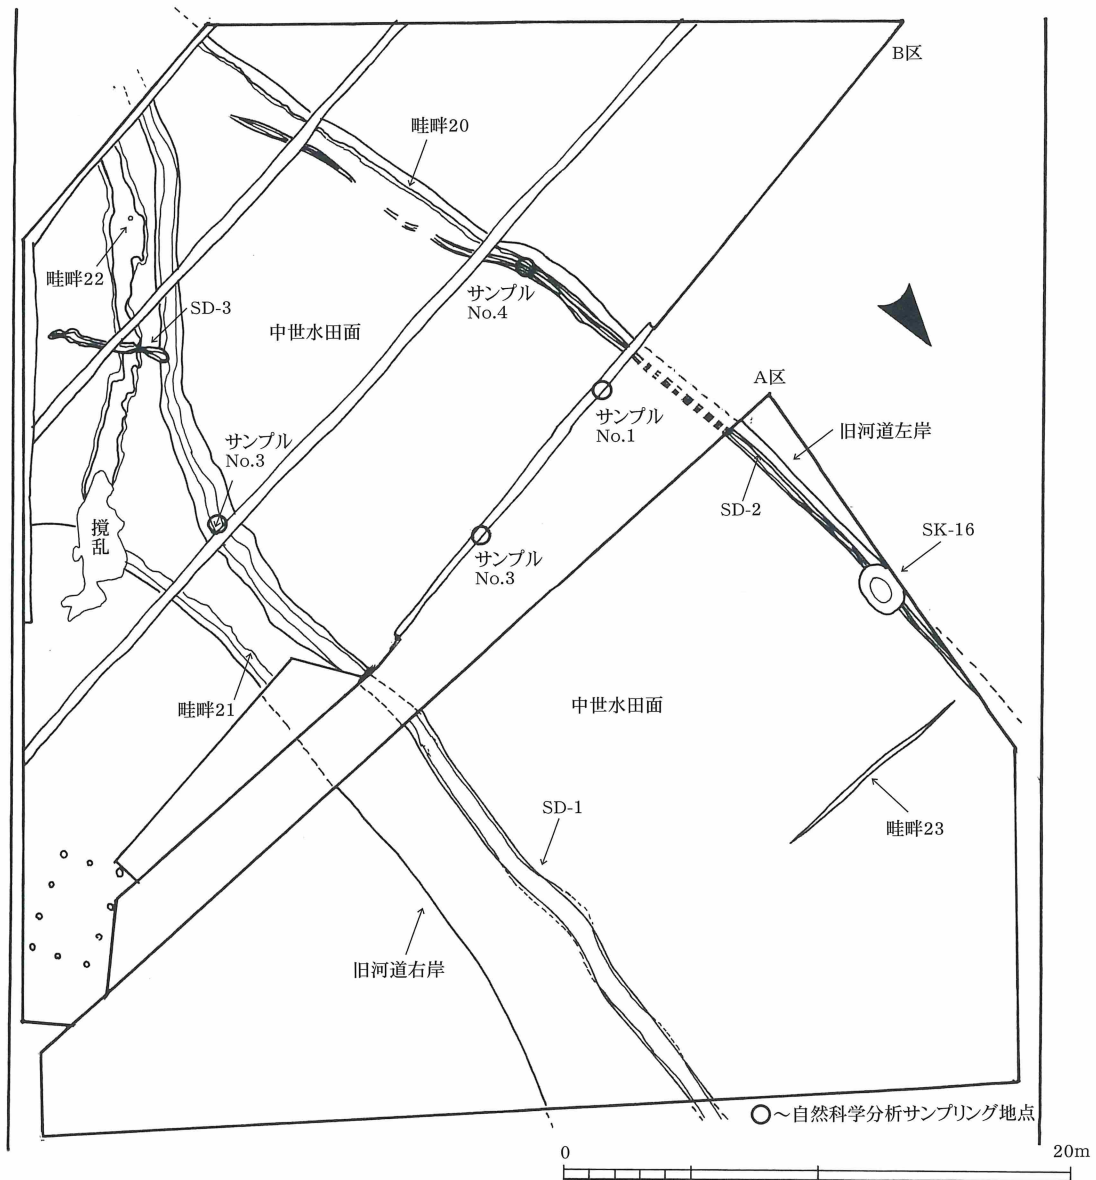 B区
畦畔20
畦畔22
サンプル
No.4
SD-3
中世水田面
A区
サンプル
No.1
旧河道左岸
サンプル
No.3
SD-2
SK-16
撹乱
サンプル
No.3
畦畔21
中世水田面
SD-1
畦畔23
旧河道右岸
〜自然科学分析サンプリング地点
0
20m